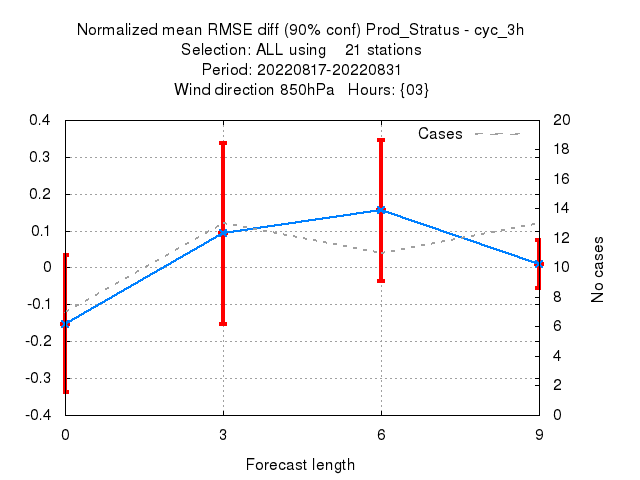 Normalized mean RMSE diff (90% conf) Prod_Stratus - cyc_3h
Selection: ALL using 21 stations
Period: 20220817-20220831
Wind direction 850hPa Hours: {03}
Cases
0.4
0.3
0.2
0.1
0
-0.1
-0.2
-0.3
-0.4
20
18
16
14
12
10
8
6
4
2
0
No cases
0 3 6 9
Forecast length